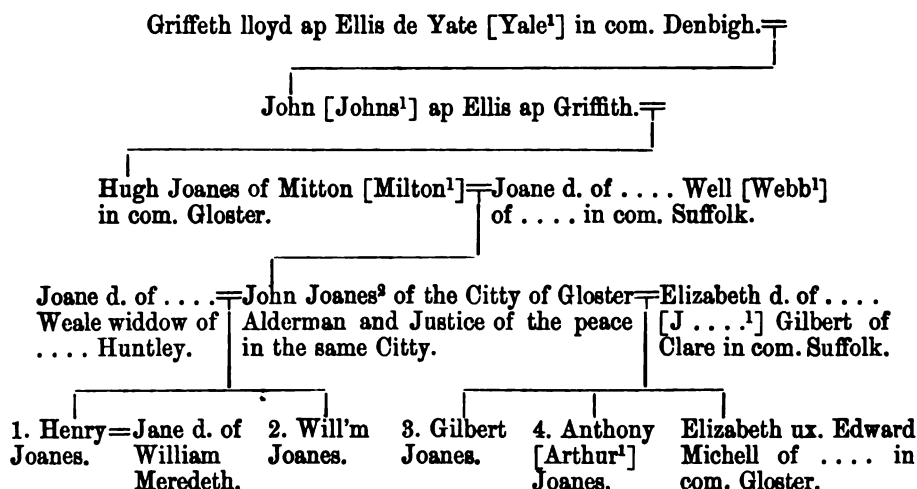 Griffeth lloyd ap Ellis de Yate [Yale¹] in com. Denbigh.
John [Johns¹] ap Ellis ap Griffith.
Hugh Joanes of Mitton [Milton¹]
in com. Gloster.
Joane d. of . . . . Well [Webb¹]
of . . . . in com. Suffolk.
Joane d. of . . . .
Weale widdow of
. . . . Huntley.
John Joanes² of the Citty of Gloster
Alderman and Justice of the peace
in the same Citty.
Elizabeth d. of . . . .
[J . . . .¹] Gilbert of
Clare in com. Suffolk.
1. Henry
Joanes.
Jane d. of
William
Meredeth.
2. Will'm
Joanes.
3. Gilbert
Joanes.
4. Anthony
[Arthur¹]
Joanes.
Elizabeth ux. Edward
Michell of . . . . in
com. Gloster.